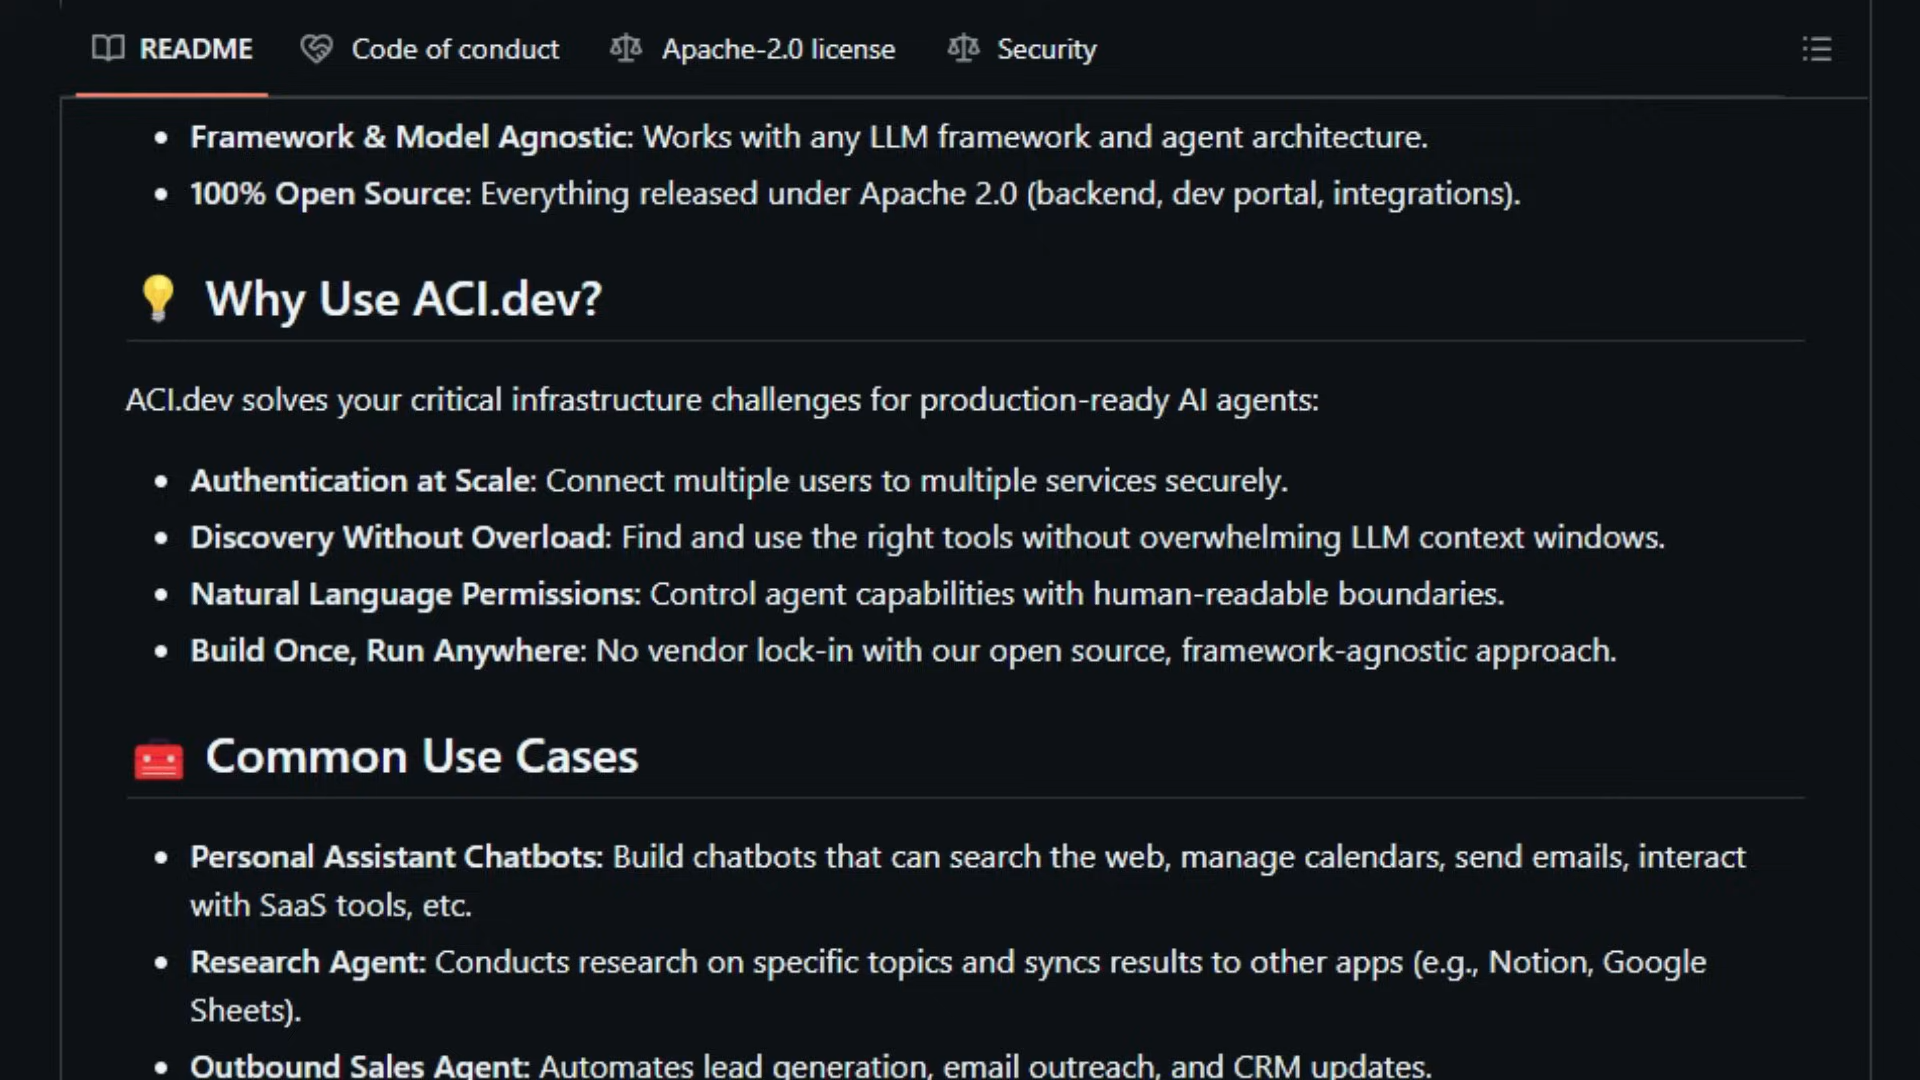 README Code of conduct Apache-2.0 license Security
• Framework & Model Agnostic: Works with any LLM framework and agent architecture.
• 100% Open Source: Everything released under Apache 2.0 (backend, dev portal, integrations).
💡 Why Use ACI.dev?
ACI.dev solves your critical infrastructure challenges for production-ready AI agents:
• Authentication at Scale: Connect multiple users to multiple services securely.
• Discovery Without Overload: Find and use the right tools without overwhelming LLM context windows.
• Natural Language Permissions: Control agent capabilities with human-readable boundaries.
• Build Once, Run Anywhere: No vendor lock-in with our open source, framework-agnostic approach.
🧰 Common Use Cases
• Personal Assistant Chatbots: Build chatbots that can search the web, manage calendars, send emails, interact
with SaaS tools, etc.
• Research Agent: Conducts research on specific topics and syncs results to other apps (e.g., Notion, Google
Sheets).
• Outbound Sales Agent: Automates lead generation, email outreach, and CRM updates.